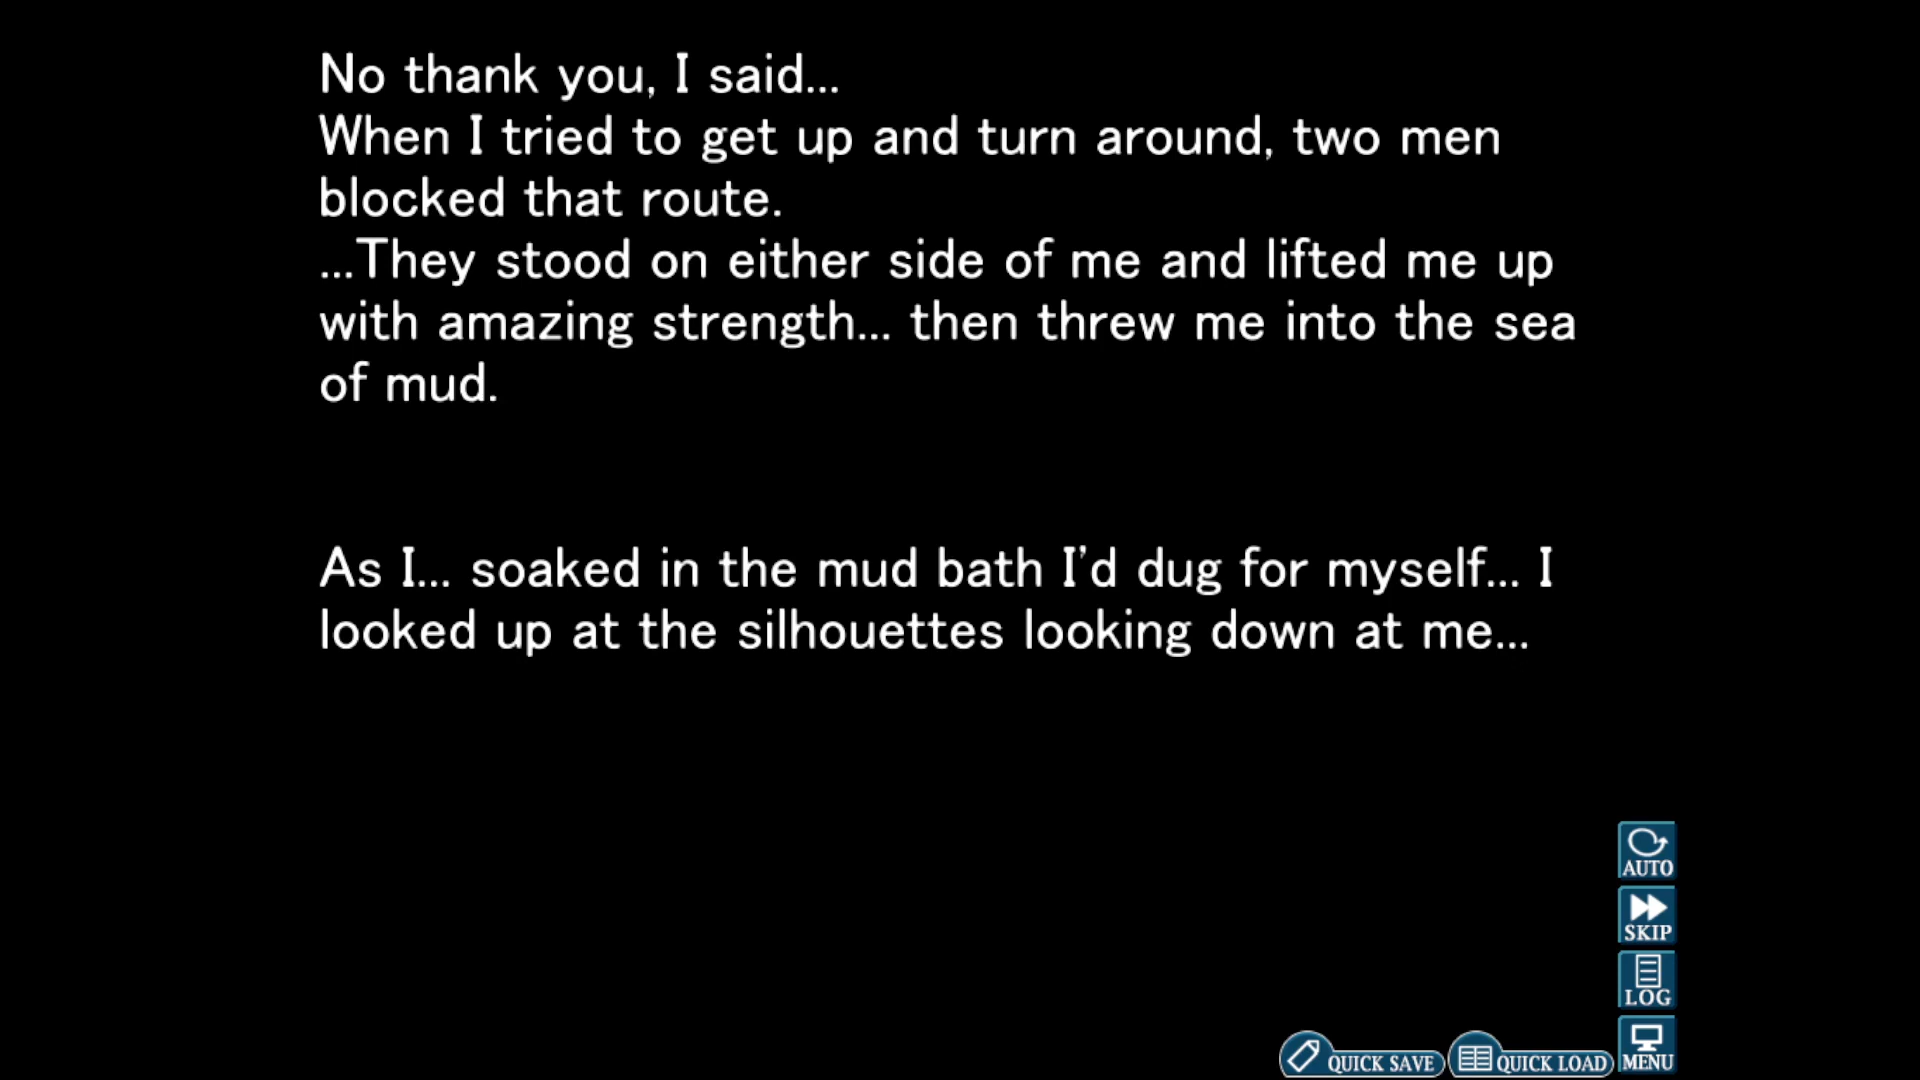 No thank you, I said...
When I tried to get up and turn around, two men
blocked that route.
...They stood on either side of me and lifted me up
with amazing strength... then threw me into the sea
of mud.
As I... soaked in the mud bath I'd dug for myself... I
looked up at the silhouettes looking down at me...
AUTO
SKIP
LOG
MENU
QUICK SAVE
QUICK LOAD